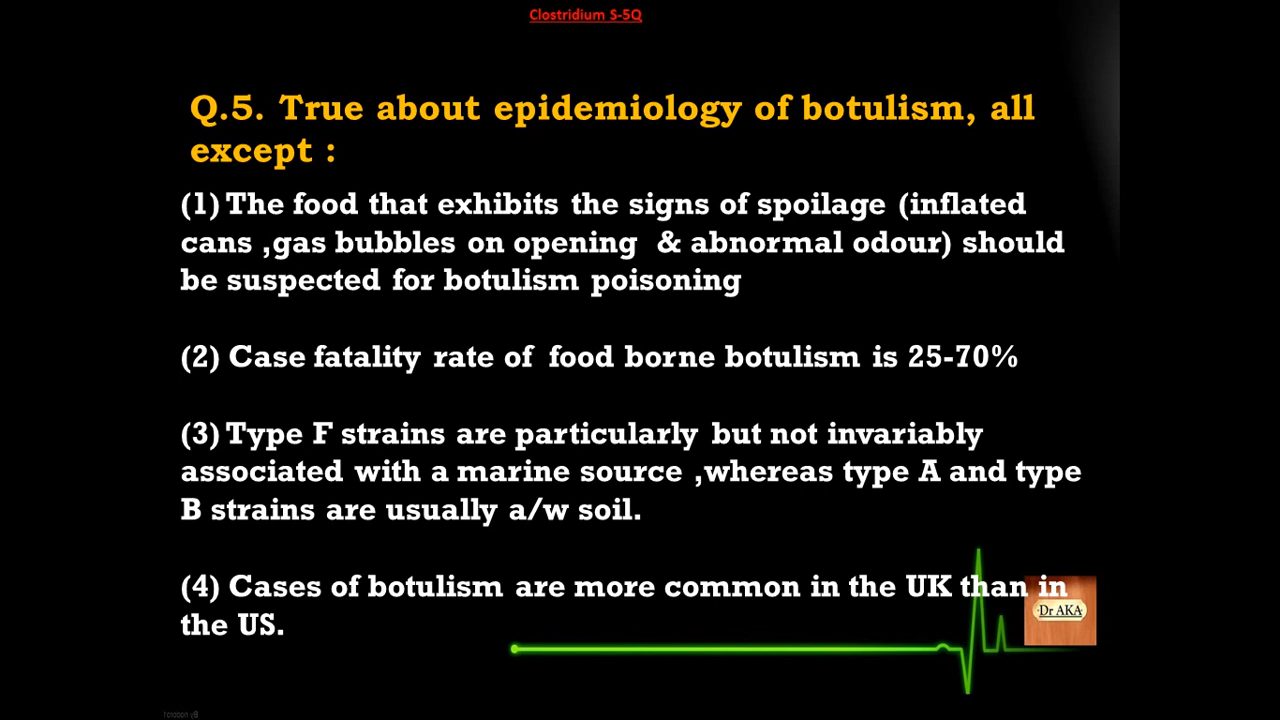 Clostridium S-5Q
Q.5. True about epidemiology of botulism, all
except :
(1) The food that exhibits the signs of spoilage (inflated
cans ,gas bubbles on opening & abnormal odour) should
be suspected for botulism poisoning
(2) Case fatality rate of food borne botulism is 25-70%
(3) Type F strains are particularly but not invariably
associated with a marine source ,whereas type A and type
B strains are usually a/w soil.
(4) Cases of botulism are more common in the UK than in
the US.
Dr AKA